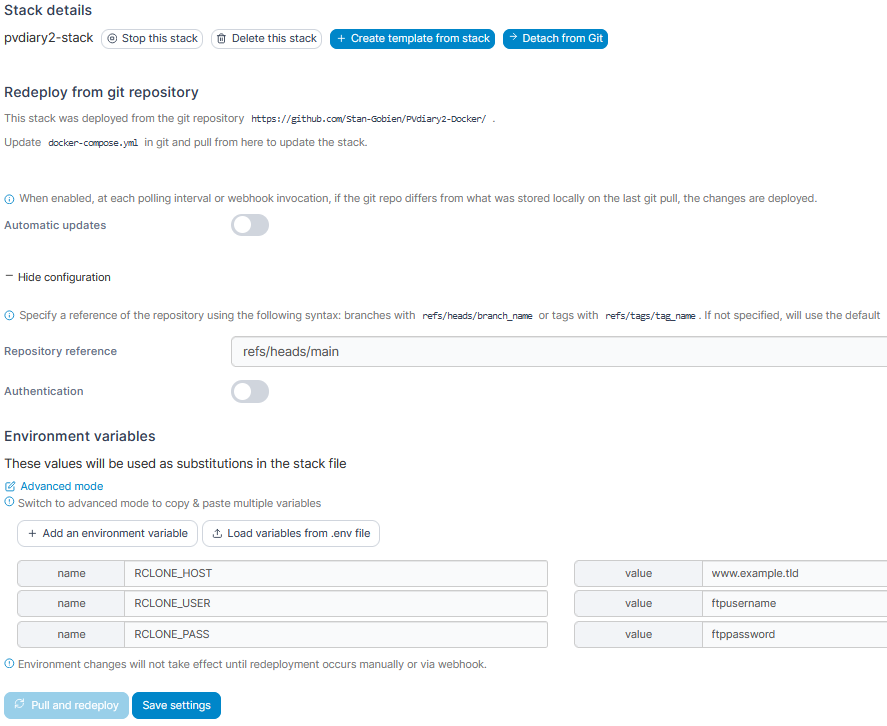 Stack details
pvdiary2-stack Stop this stack Delete this stack + Create template from stack Detach from Git
Redeploy from git repository
This stack was deployed from the git repository https://github.com/Stan-Gobien/PVdiary2-Docker/ .
Update docker-compose.yml in git and pull from here to update the stack.
When enabled, at each polling interval or webhook invocation, if the git repo differs from what was stored locally on the last git pull, the changes are deployed.
Automatic updates
Hide configuration
Specify a reference of the repository using the following syntax: branches with refs/heads/branch_name or tags with refs/tags/tag_name . If not specified, will use the default
Repository reference refs/heads/main
Authentication
Environment variables
These values will be used as substitutions in the stack file
Advanced mode
Switch to advanced mode to copy & paste multiple variables
+ Add an environment variable Load variables from .env file
name RCLONE_HOST value www.example.tld
name RCLONE_USER value ftpusername
name RCLONE_PASS value ftppassword
Environment changes will not take effect until redeployment occurs manually or via webhook.
Pull and redeploy Save settings